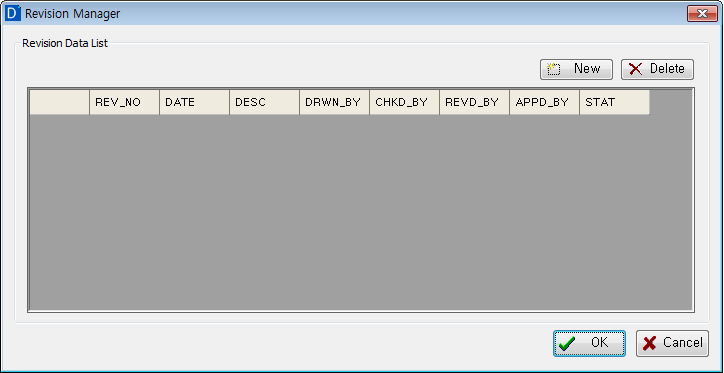 D Revision Manager
Revision Data List
New Delete
REV_NO DATE DESC DRWN_BY CHKD_BY REVD_BY APPD_BY STAT
OK Cancel